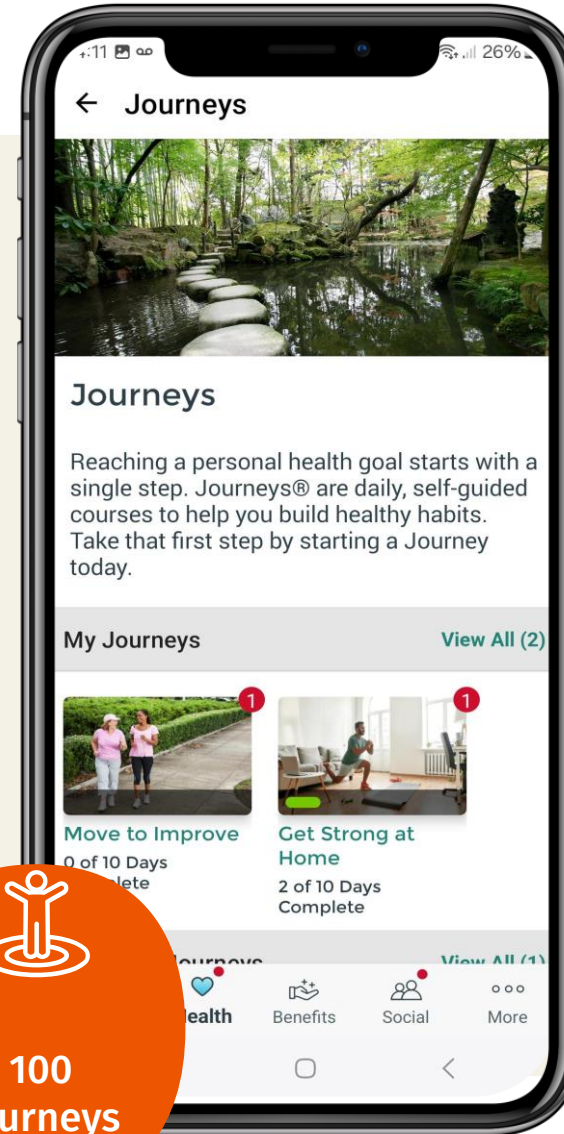 :11 26%
Journeys
Journeys
Reaching a personal health goal starts with a
single step. Journeys® are daily, self-guided
courses to help you build healthy habits.
Take that first step by starting a Journey
today.
My Journeys View All (2)
1 1
Move to Improve
0 of 10 Days
Get Strong at
Home
2 of 10 Days
Complete
View All (1)
Health Benefits Social More
100